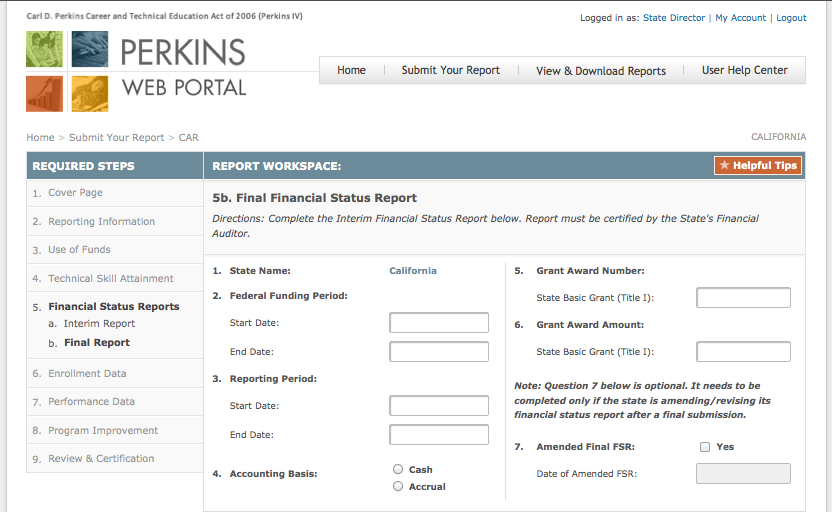 Carl D. Perkins Career and Technical Education Act of 2006 (Perkins IV)
Logged in as: State Director | My Account | Logout
PERKINS
WEB PORTAL
Home | Submit Your Report | View & Download Reports | User Help Center
Home > Submit Your Report > CAR
CALIFORNIA
REQUIRED STEPS
1. Cover Page
2. Reporting Information
3. Use of Funds
4. Technical Skill Attainment
5. Financial Status Reports
a. Interim Report
b. Final Report
6. Enrollment Data
7. Performance Data
8. Program Improvement
9. Review & Certification
REPORT WORKSPACE:
★ Helpful Tips
5b. Final Financial Status Report
Directions: Complete the Interim Financial Status Report below. Report must be certified by the State's Financial
Auditor.
1. State Name: California
2. Federal Funding Period:
Start Date:
End Date:
3. Reporting Period:
Start Date:
End Date:
4. Accounting Basis: Cash
Accrual
5. Grant Award Number:
State Basic Grant (Title I):
6. Grant Award Amount:
State Basic Grant (Title I):
Note: Question 7 below is optional. It needs to be
completed only if the state is amending/revising its
financial status report after a final submission.
7. Amended Final FSR: Yes
Date of Amended FSR: